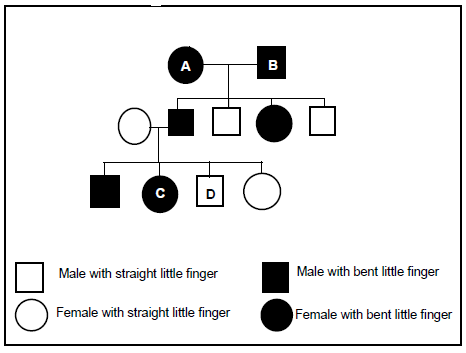 A B
C D
Male with straight little finger
Male with bent little finger
Female with straight little finger
Female with bent little finger